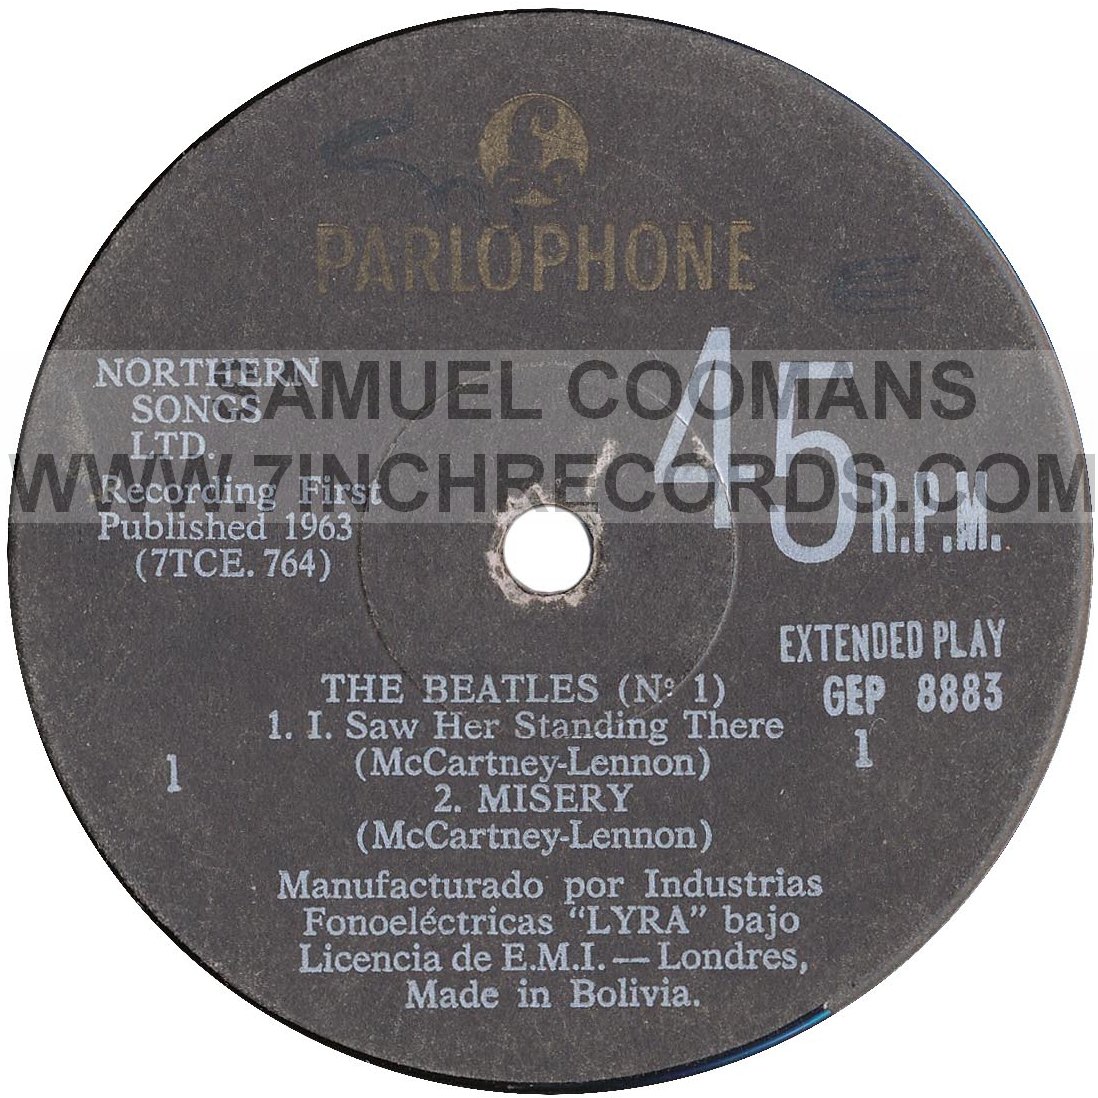 PARLOPHONE
SAMUEL COOMANS
WWW.7INCHRECORDS.COM
NORTHERN
SONGS
LTD.
Recording First
Published 1963
(7TCE. 764)
45
R.P.M.
EXTENDED PLAY
GEP 8883
1
1
THE BEATLES (Nº 1)
1. I. Saw Her Standing There
(McCartney-Lennon)
2. MISERY
(McCartney-Lennon)
Manufacturado por Industrias
Fonoeléctricas “LYRA” bajo
Licencia de E.M.I. — Londres,
Made in Bolivia.